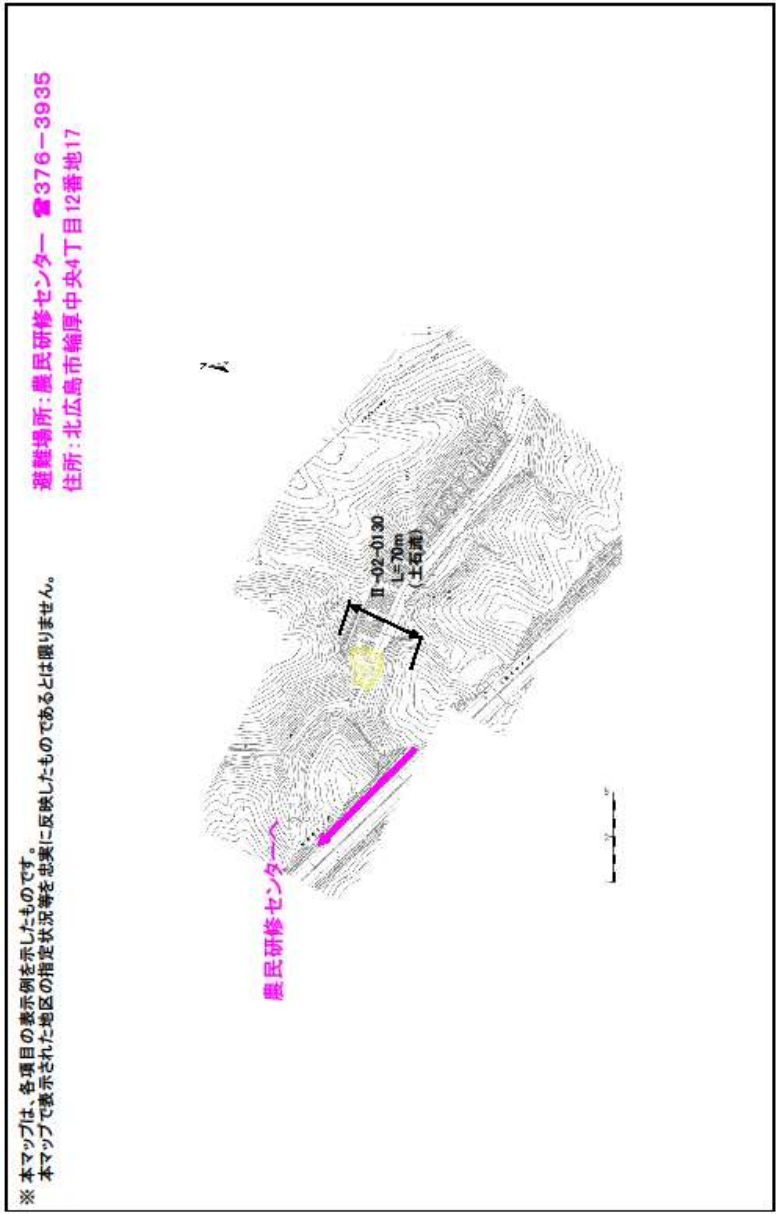 ※ 本マップは、各項目の表示例を示したものです。
本マップで表示された地区の指定状況等を忠実に反映したものであるとは限りません。
避難場所：農民研修センター ☎376－3935
住所：北広島市輪厚中央4丁目12番地17
農民研修センターへ
Ⅱ-02-0130
L=70m
（土石流）